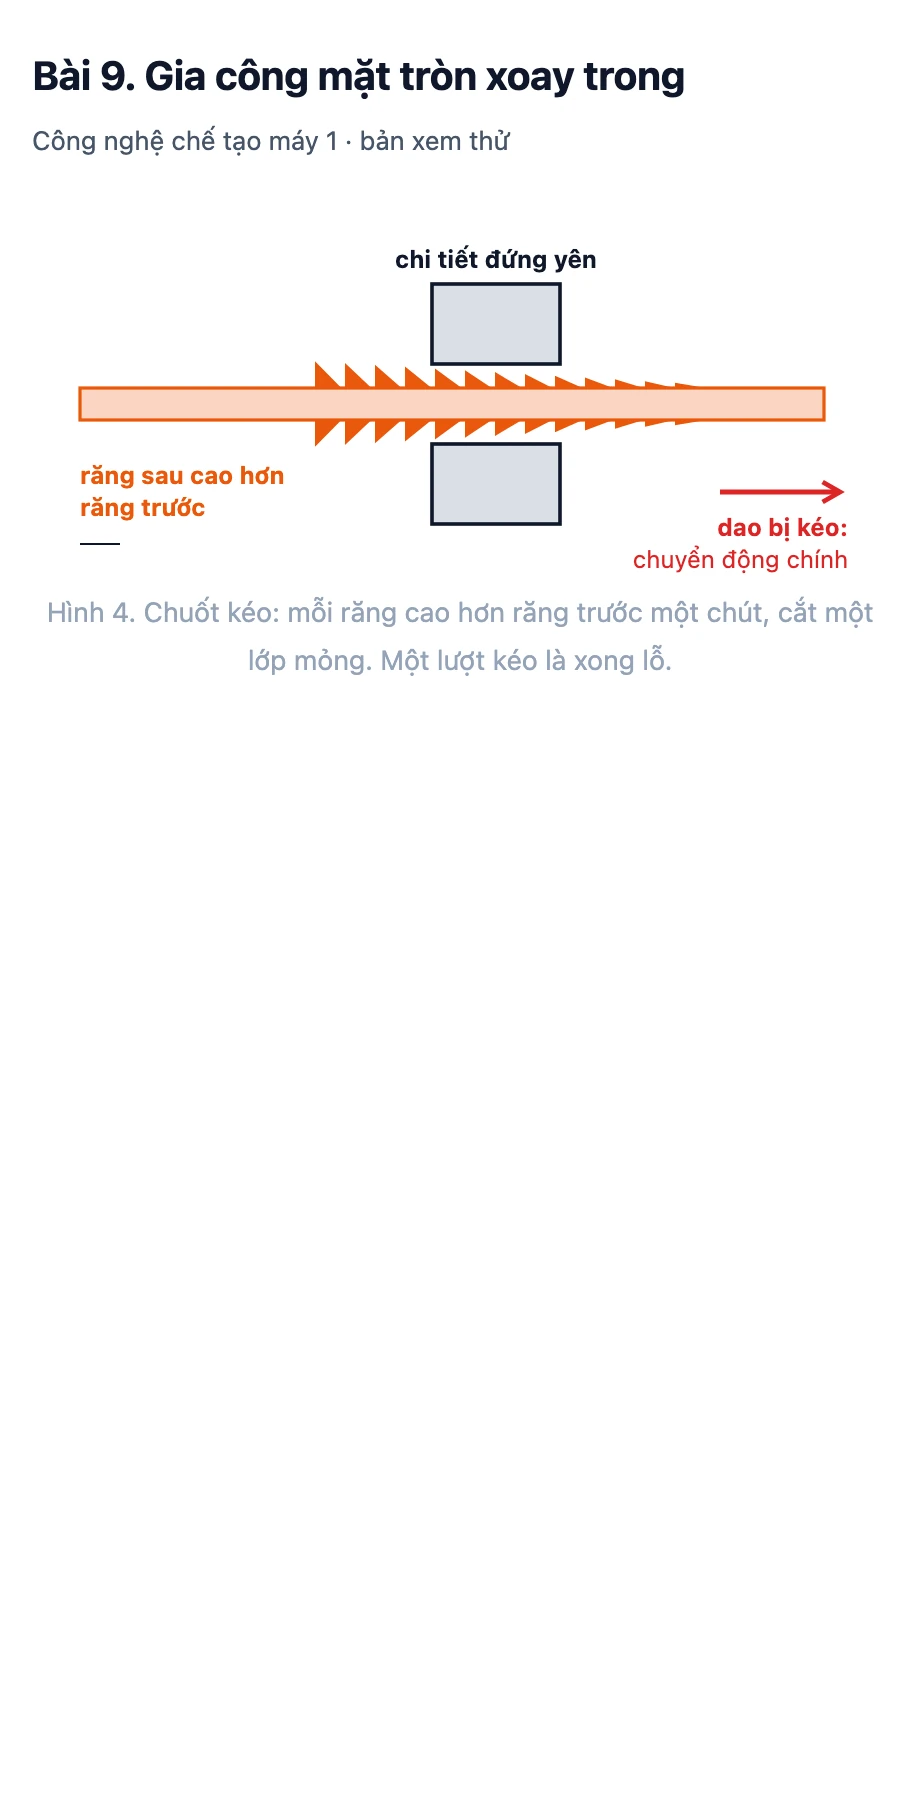 Bài 9. Gia công mặt tròn xoay trong
Công nghệ chế tạo máy 1 · bản xem thử
chi tiết đứng yên
răng sau cao hơn
răng trước
dao bị kéo:
chuyển động chính
Hình 4. Chuốt kéo: mỗi răng cao hơn răng trước một chút, cắt một
lớp mỏng. Một lượt kéo là xong lỗ.